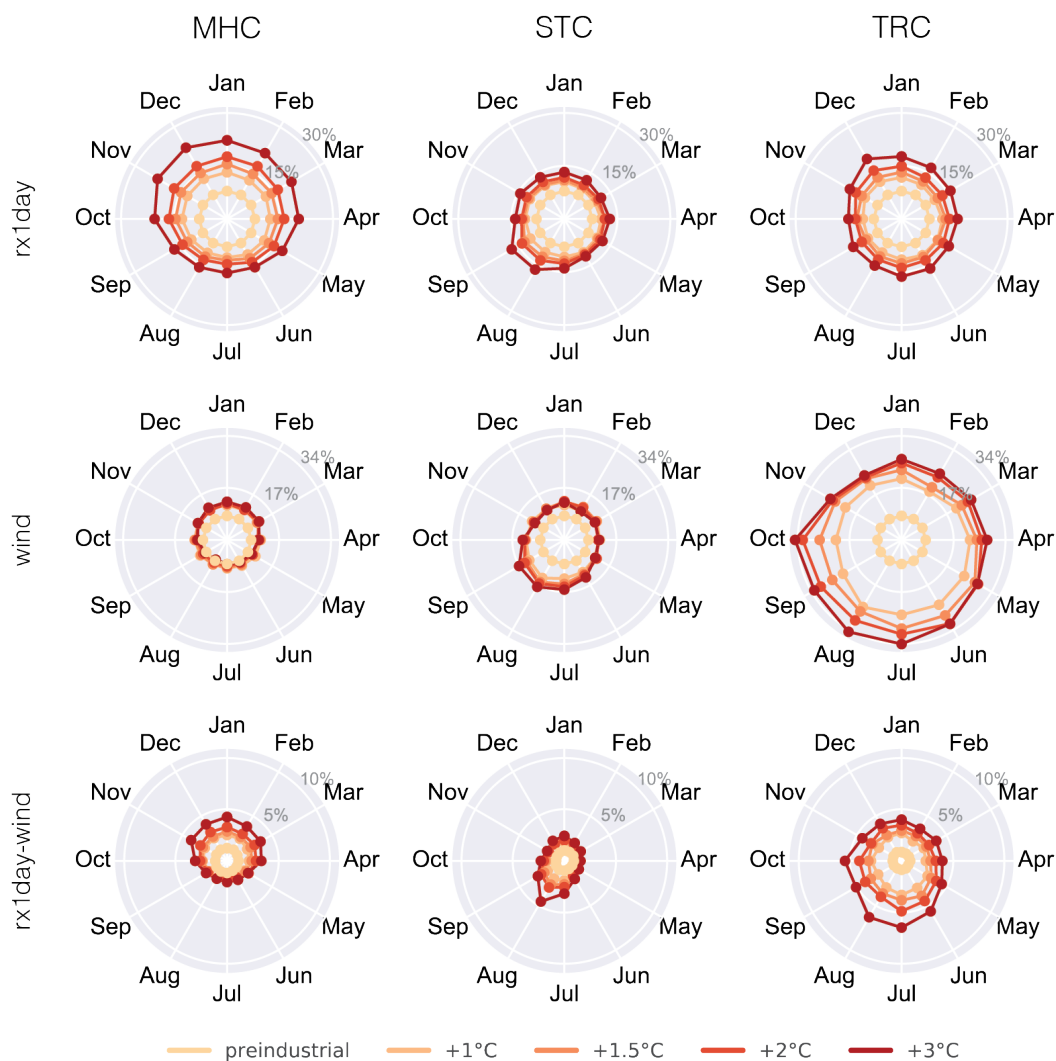 MHC STC TRC
rx1day
Jan
Dec Feb
30%
Nov Mar
15%
Oct Apr
Sep May
Aug Jun
Jul
Jan
Dec Feb
30%
Nov Mar
15%
Oct Apr
Sep May
Aug Jun
Jul
Jan
Dec Feb
30%
Nov Mar
15%
Oct Apr
Sep May
Aug Jun
Jul
wind
Jan
Dec Feb
34%
Nov Mar
17%
Oct Apr
Sep May
Aug Jun
Jul
Jan
Dec Feb
34%
Nov Mar
17%
Oct Apr
Sep May
Aug Jun
Jul
Jan
Dec Feb
34%
Nov Mar
17%
Oct Apr
Sep May
Aug Jun
Jul
rx1day-wind
Jan
Dec Feb
10%
Nov Mar
5%
Oct Apr
Sep May
Aug Jun
Jul
Jan
Dec Feb
10%
Nov Mar
5%
Oct Apr
Sep May
Aug Jun
Jul
Jan
Dec Feb
10%
Nov Mar
5%
Oct Apr
Sep May
Aug Jun
Jul
preindustrial +1°C +1.5°C +2°C +3°C